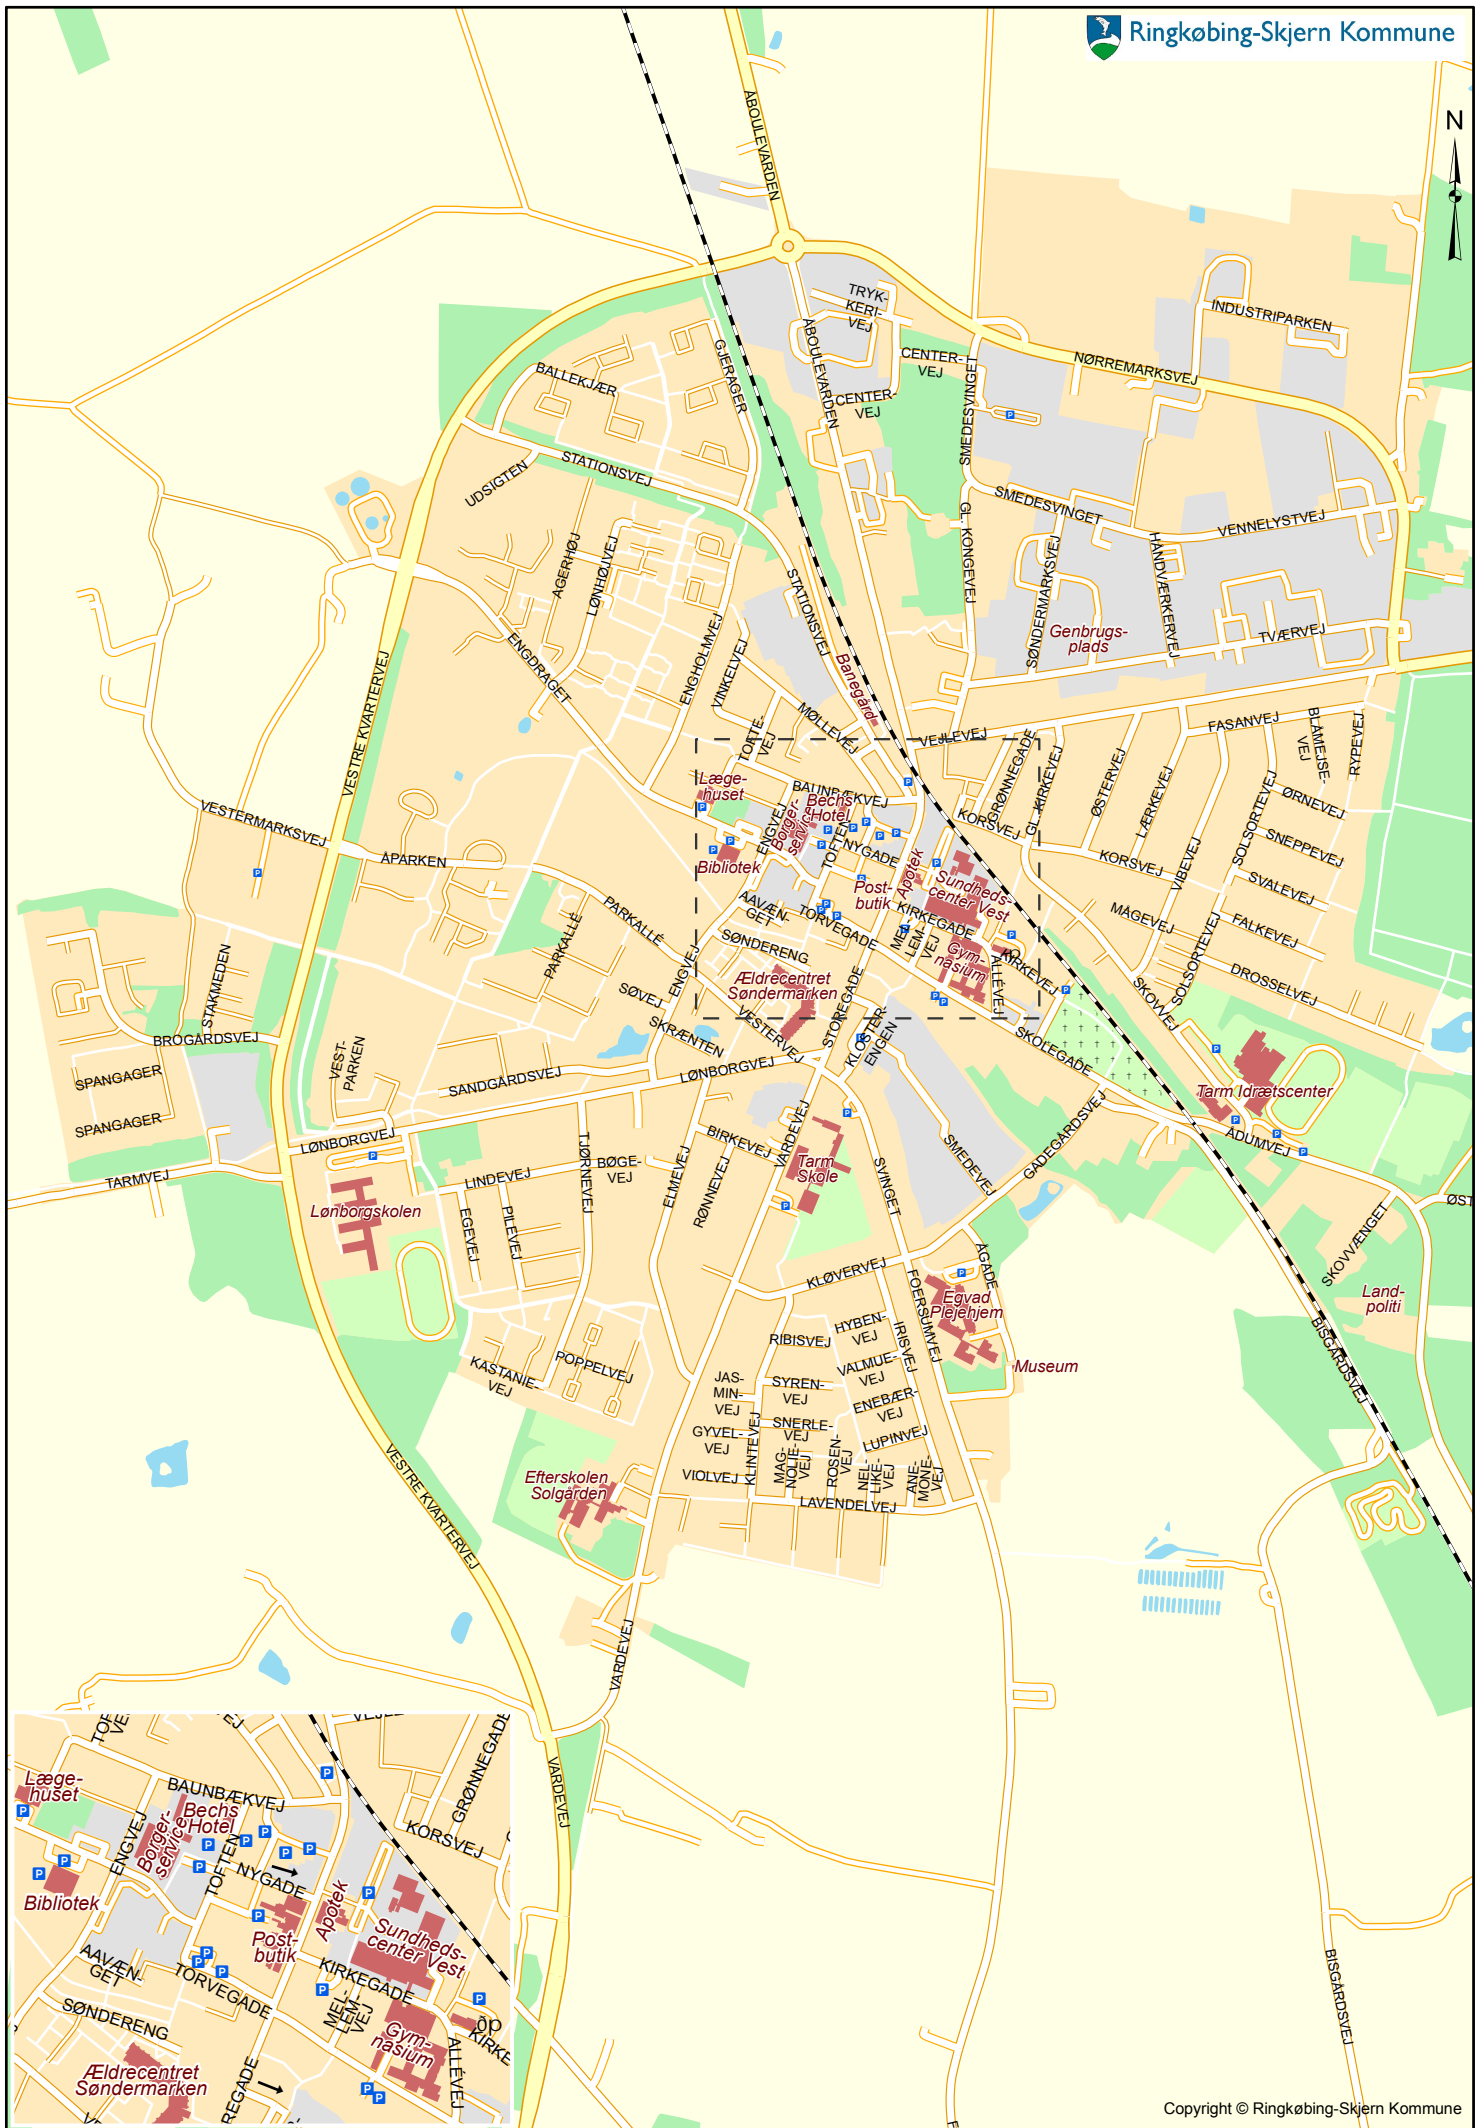 Ringkøbing-Skjern Kommune
N
ÅBOULEVARDEN
TRYK-
KERI-
VEJ
INDUSTRIPARKEN
ÅBOULEVARDEN
CENTER-
VEJ
NØRREMARKSVEJ
GJERAGER
BALLEKJÆR
CENTER-
VEJ
SMEDESVINGET
STATIONSVEJ
UDSIGTEN
SMEDESVINGET
GL. KONGEVEJ
VENNELYSTVEJ
AGERHØJ
LØNHØJVEJ
STATIONSVEJ
SØNDERMARKSVEJ
HÅNDVÆRKERVEJ
Genbrugs-
plads
TVÆRVEJ
ENGDRAGET
ENGHOLMVEJ
VINKELVEJ
Banegård
VESTRE KVARTERVEJ
TOFTE-
VEJ
MØLLEVEJ
VEJLEVEJ
GRØNNEGADE
GL.KIRKEVEJ
ØSTERVEJ
LÆRKEVEJ
FASANVEJ
BLÅMEJSE-
VEJ
RYPEVEJ
Læge-
huset
BAUNBÆKVEJ
Bechs
Hotel
Borger-
service
ENGVEJ
TOFTEN
NYGADE
KORSVEJ
KORSVEJ
VIBEVEJ
SOLSORTEVEJ
ØRNEVEJ
SNEPPEVEJ
SVALEVEJ
FALKEVEJ
DROSSELVEJ
VESTERMARKSVEJ
ÅPARKEN
Bibliotek
Post-
butik
Apotek
Sundheds-
center Vest
AAVÆN-
GET
TORVEGADE
KIRKEGADE
MEL-
LEM-
VEJ
Gym-
nasium
KIRKEVEJ
ALLÉVEJ
MÅGEVEJ
SOLSORTEVEJ
SKOVVEJ
PARKALLÉ
PARKALLÉ
SØNDERENG
ENGVEJ
Ældrecentret
Søndermarken
STOREGADE
KLOSTER-
ENGEN
SKOLEGADE
STAKMEDEN
BROGÅRDSVEJ
SPANGAGER
SPANGAGER
VEST-
PARKEN
SØVEJ
SKRÆNTEN
VESTERVEJ
SANDGÅRDSVEJ
LØNBORGVEJ
LØNBORGVEJ
TARMVEJ
Tarm Idrætscenter
ÅDUMVEJ
GADEGÅRDSVEJ
SMEDEVEJ
SVINGET
VARDEVEJ
BIRKEVEJ
Tarm
Skole
TJØRNEVEJ
BØGE-
VEJ
ELMEVEJ
RØNNEVEJ
LINDEVEJ
EGEVEJ
PILEVEJ
Lønborgskolen
ØST
SKOVVÆNGET
Land-
politi
BISGÅRDSVEJ
KLØVERVEJ
ÅGADE
FOERSUMVEJ
Egvad
Plejehjem
Museum
HYBEN-
VEJ
IRISVEJ
RIBISVEJ
VALMUE-
VEJ
ENEBÆR-
VEJ
LUPINVEJ
JAS-
MIN-
VEJ
SYREN-
VEJ
SNERLE-
VEJ
GYVEL-
VEJ
VIOLVEJ
KLINTEVEJ
MAG-
NOLIE-
VEJ
ROSEN-
VEJ
NEL-
LIKE-
VEJ
ANE-
MONE-
VEJ
LAVENDELVEJ
KASTANIE-
VEJ
POPPELVEJ
Efterskolen
Solgården
VESTRE KVARTERVEJ
VARDEVEJ
VARDEVEJ
BISGÅRDSVEJ
VEJLE
GRØNNEGADE
KORSVEJ
Læge-
huset
BAUNBÆKVEJ
Bechs
Hotel
Borger-
service
ENGVEJ
TOFTEN
NYGADE
Bibliotek
Post-
butik
Apotek
Sundheds-
center Vest
AAVÆN-
GET
TORVEGADE
KIRKEGADE
MEL-
LEM-
VEJ
SØNDERENG
Gym-
nasium
ðp
KIRKE
ALLÉVEJ
Ældrecentret
Søndermarken
REGADE
Copyright © Ringkøbing-Skjern Kommune